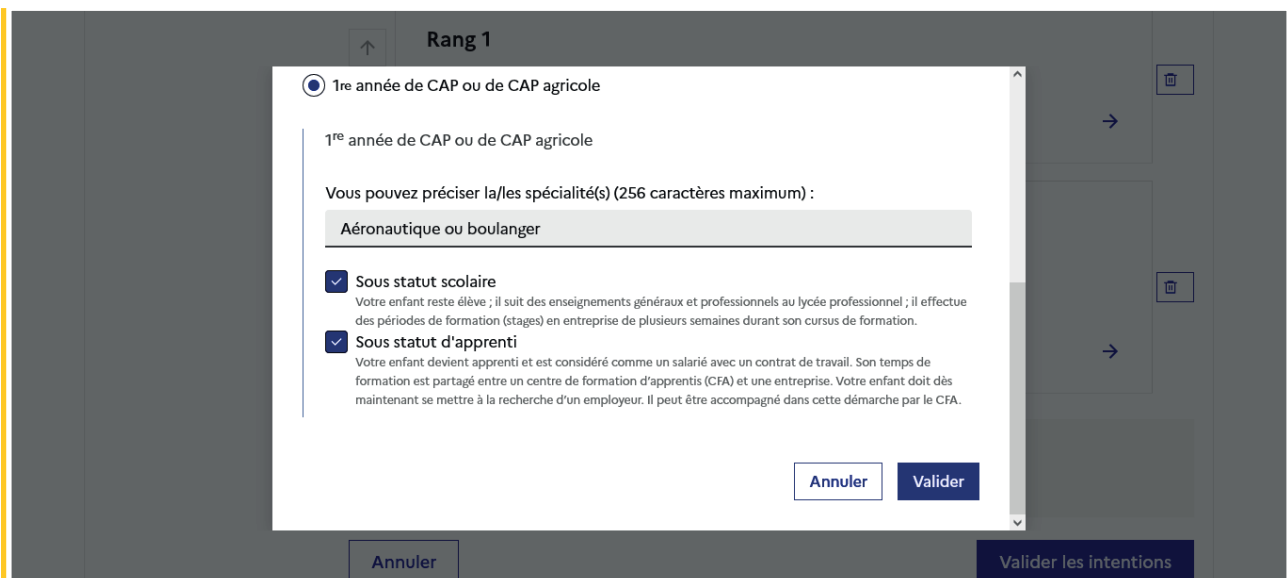 Rang 1
1re année de CAP ou de CAP agricole
1re année de CAP ou de CAP agricole
Vous pouvez préciser la/les spécialité(s) (256 caractères maximum) :
Aéronautique ou boulanger
Sous statut scolaire
Votre enfant reste élève ; il suit des enseignements généraux et professionnels au lycée professionnel ; il effectue
des périodes de formation (stages) en entreprise de plusieurs semaines durant son cursus de formation.
Sous statut d'apprenti
Votre enfant devient apprenti et est considéré comme un salarié avec un contrat de travail. Son temps de
formation est partagé entre un centre de formation d'apprentis (CFA) et une entreprise. Votre enfant doit dès
maintenant se mettre à la recherche d'un employeur. Il peut être accompagné dans cette démarche par le CFA.
Annuler Valider
Annuler Valider les intentions